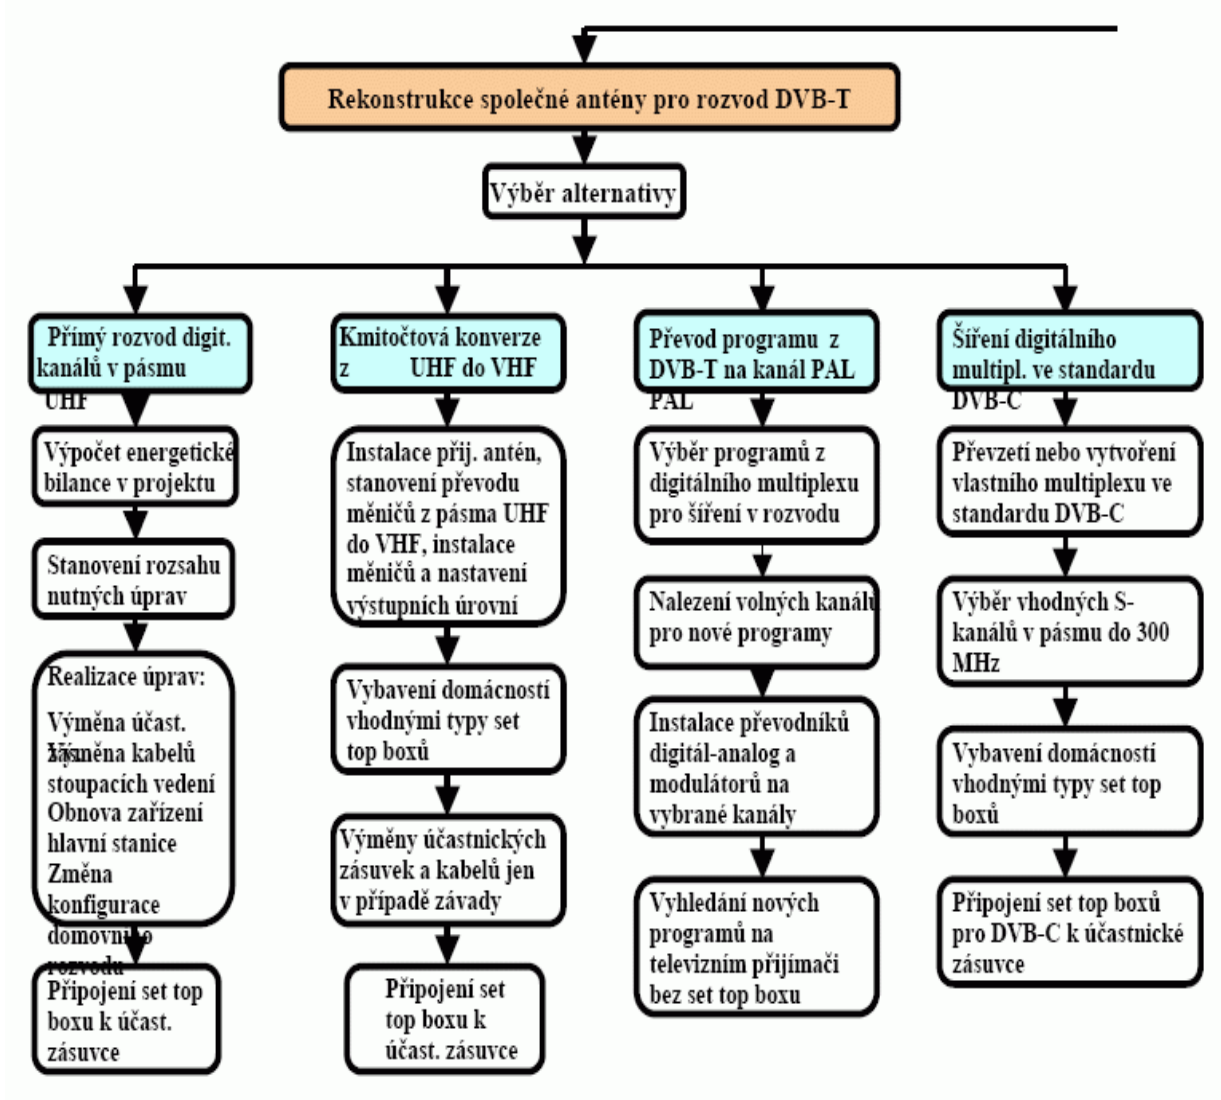 Rekonstrukce společné antény pro rozvod DVB-T
Výběr alternativy
Přímý rozvod digit.
kanálů v pásmu
UHF
Výpočet energetické
bilance v projektu
Stanovení rozsahu
nutných úprav
Realizace úprav:
Výměna účast.
zás.
Výměna kabelů
stoupacích vedení
Obnova zařízení
hlavní stanice
Změna
konfigurace
domovního
rozvodu
Připojení set top
boxu k účast.
zásuvce
Kmitočtová konverze
z UHF do VHF
Instalace přij. antén,
stanovení převodu
měničů z pásma UHF
do VHF, instalace
měničů a nastavení
výstupních úrovní
Vybavení domácností
vhodnými typy set
top boxů
Výměny účastnických
zásuvek a kabelů jen
v případě závady
Připojení set
top boxu k
účast. zásuvce
Převod programu z
DVB-T na kanál PAL
PAL
Výběr programů z
digitálního multiplexu
pro šíření v rozvodu
Nalezení volných kanálu
pro nové programy
Instalace převodníků
digitál-analog a
modulátorů na
vybrané kanály
Vyhledání nových
programů na
televizním přijímači
bez set top boxu
Šíření digitálního
multipl. ve standardu
DVB-C
Převzetí nebo vytvoření
vlastního multiplexu ve
standardu DVB-C
Výběr vhodných S-
kanálů v pásmu do 300
MHz
Vybavení domácností
vhodnými typy set top
boxů
Připojení set top boxů
pro DVB-C k účastnické
zásuvce